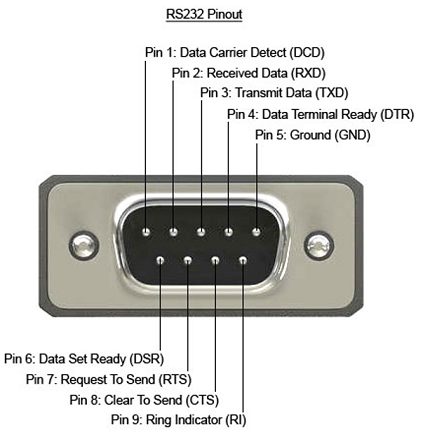 RS232 Pinout
Pin 1: Data Carrier Detect (DCD)
Pin 2: Received Data (RXD)
Pin 3: Transmit Data (TXD)
Pin 4: Data Terminal Ready (DTR)
Pin 5: Ground (GND)
Pin 6: Data Set Ready (DSR)
Pin 7: Request To Send (RTS)
Pin 8: Clear To Send (CTS)
Pin 9: Ring Indicator (RI)